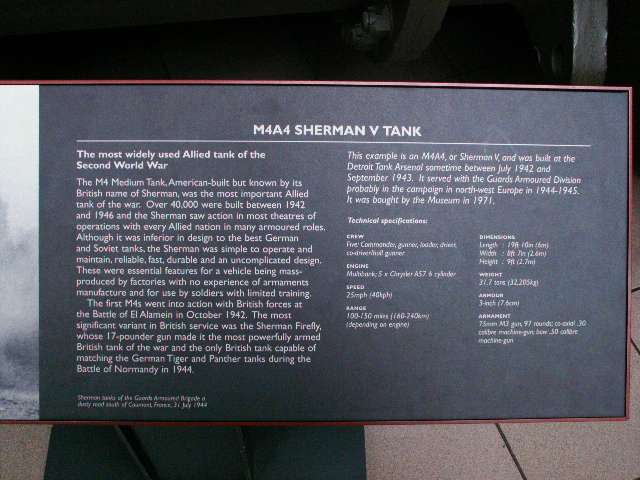 M4A4 SHERMAN V TANK
The most widely used Allied tank of the
Second World War
The M4 Medium Tank, American-built but known by its
British name of Sherman, was the most important Allied
tank of the war. Over 40,000 were built between 1942
and 1946 and the Sherman saw action in most theatres of
operations with every Allied nation in many armoured roles.
Although it was inferior in design to the best German
and Soviet tanks, the Sherman was simple to operate and
maintain, reliable, fast, durable and an uncomplicated design.
These were essential features for a vehicle being mass-
produced by factories with no experience of armaments
manufacture and for use by soldiers with limited training.
The first M4s went into action with British forces at
the Battle of El Alamein in October 1942. The most
significant variant in British service was the Sherman Firefly,
whose 17-pounder gun made it the most powerfully armed
British tank of the war and the only British tank capable of
matching the German Tiger and Panther tanks during the
Battle of Normandy in 1944.
Sherman tanks of the Guards Armoured Brigade a
dusty road south of Caumont, France, 31 July 1944
This example is an M4A4, or Sherman V, and was built at the
Detroit Tank Arsenal sometime between July 1942 and
September 1943. It served with the Guards Armoured Division
probably in the campaign in north-west Europe in 1944-1945.
It was bought by the Museum in 1971.
Technical specifications:
CREW
Five: Commander, gunner, loader, driver,
co-driver/hull gunner
ENGINE
Multibank; 5 x Chrysler A57 6 cylinder
SPEED
25mph (40kph)
RANGE
100-150 miles (160-240km)
(depending on engine)
DIMENSIONS
Length : 19ft 10in (6m)
Width : 8ft 7in (2.6m)
Height : 9ft (2.7m)
WEIGHT
31.7 tons (32,205kg)
ARMOUR
3-inch (7.6cm)
ARMAMENT
75mm M3 gun, 97 rounds; co-axial .30
calibre machine-gun; bow .50 calibre
machine-gun